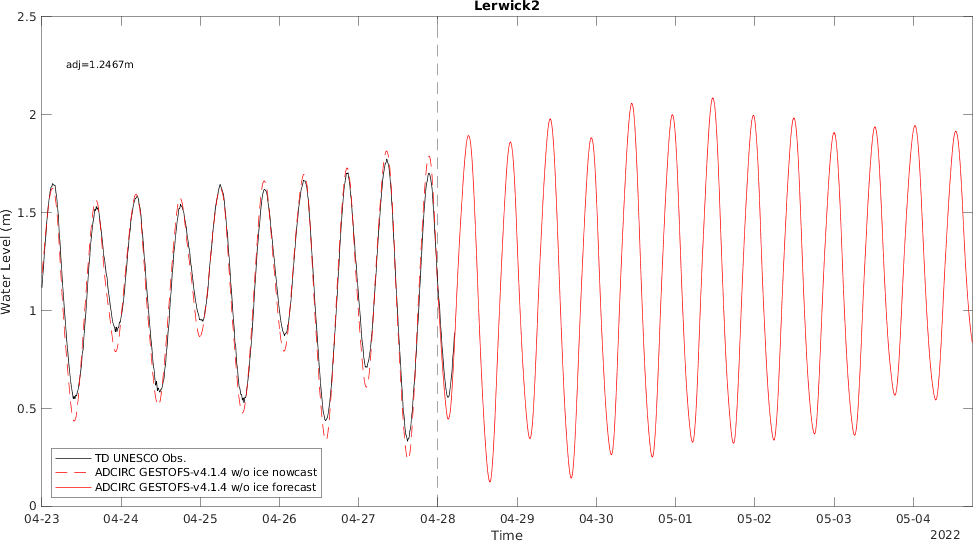 Lerwick2
adj=1.2467m
Water Level (m)
2.5
2
1.5
1
0.5
0
TD UNESCO Obs.
ADCIRC GESTOFS-v4.1.4 w/o ice nowcast
ADCIRC GESTOFS-v4.1.4 w/o ice forecast
04-23 04-24 04-25 04-26 04-27 04-28 04-29 04-30 05-01 05-02 05-03 05-04
Time
2022